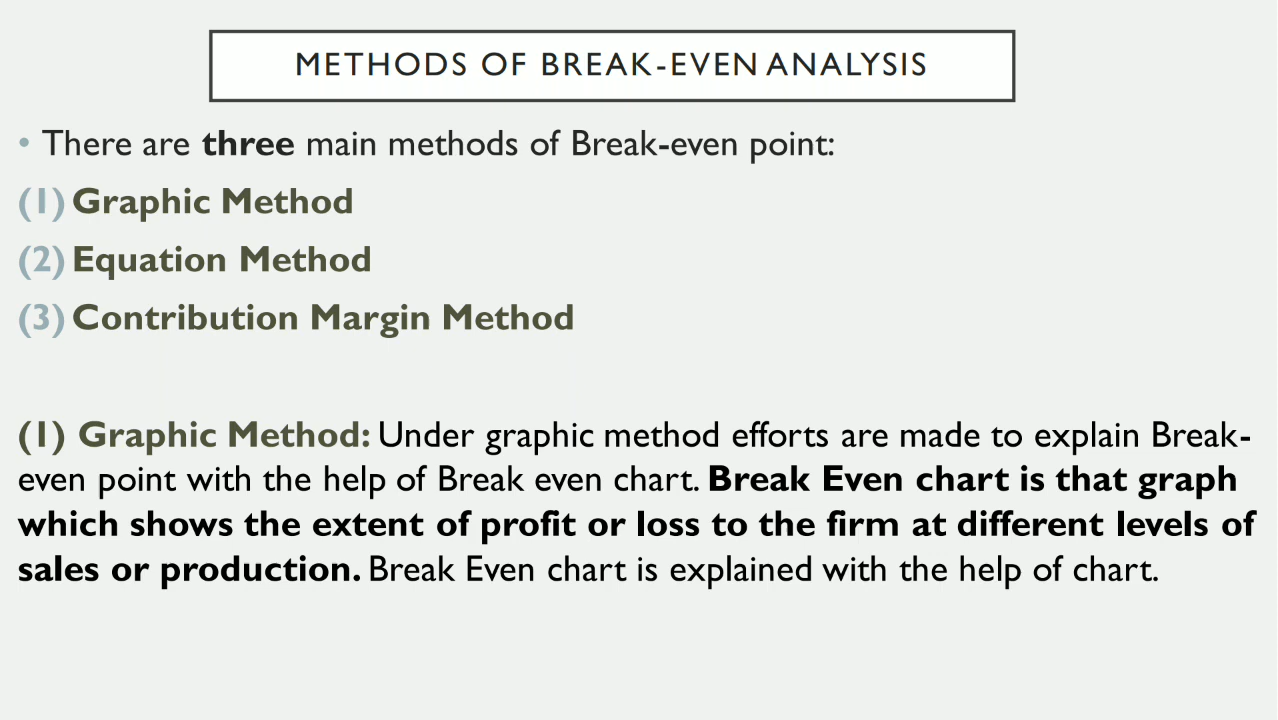 METHODS OF BREAK-EVEN ANALYSIS
• There are three main methods of Break-even point:
(1) Graphic Method
(2) Equation Method
(3) Contribution Margin Method
(1) Graphic Method: Under graphic method efforts are made to explain Break-
even point with the help of Break even chart. Break Even chart is that graph
which shows the extent of profit or loss to the firm at different levels of
sales or production. Break Even chart is explained with the help of chart.